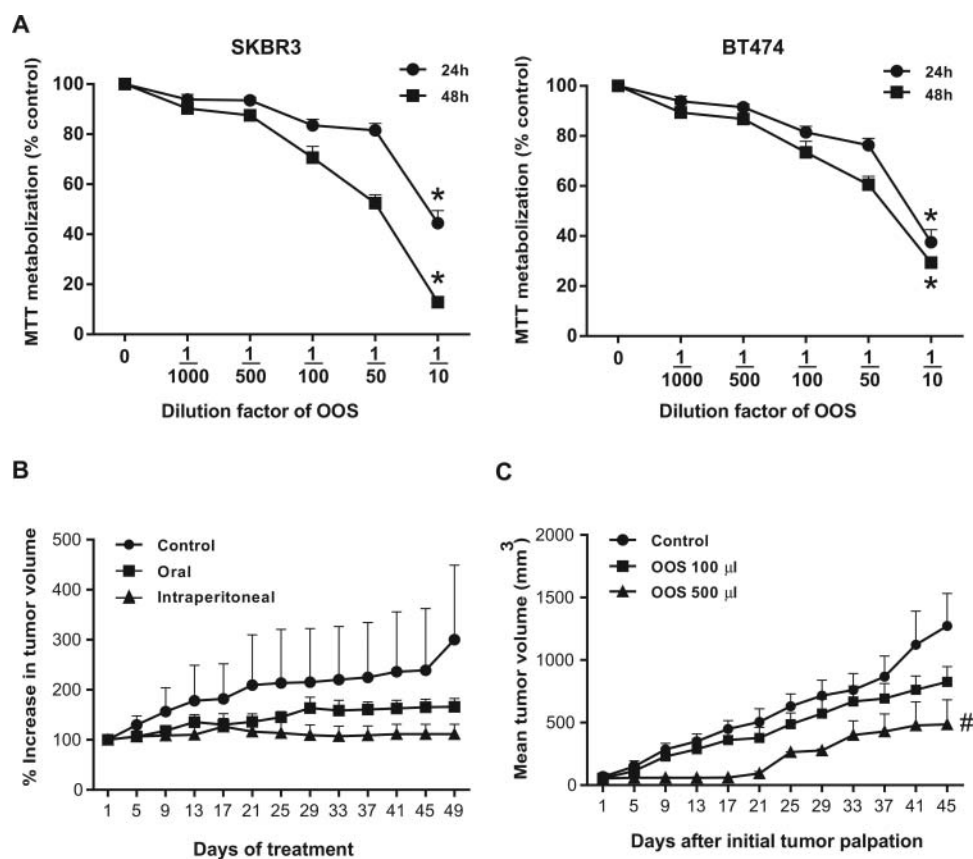 A
SKBR3
24h
48h
MTT metabolization (% control)
100
80
60
40
20
0
*
*
0 1/1000 1/500 1/100 1/50 1/10
Dilution factor of OOS
BT474
24h
48h
MTT metabolization (% control)
100
80
60
40
20
0
*
*
0 1/1000 1/500 1/100 1/50 1/10
Dilution factor of OOS
B
Control
Oral
Intraperitoneal
% Increase in tumor volume
500
400
300
200
100
0
1 5 9 13 17 21 25 29 33 37 41 45 49
Days of treatment
C
Control
OOS 100 μl
OOS 500 μl
Mean tumor volume (mm³)
2000
1500
1000
500
0
#
1 5 9 13 17 21 25 29 33 37 41 45
Days after initial tumor palpation